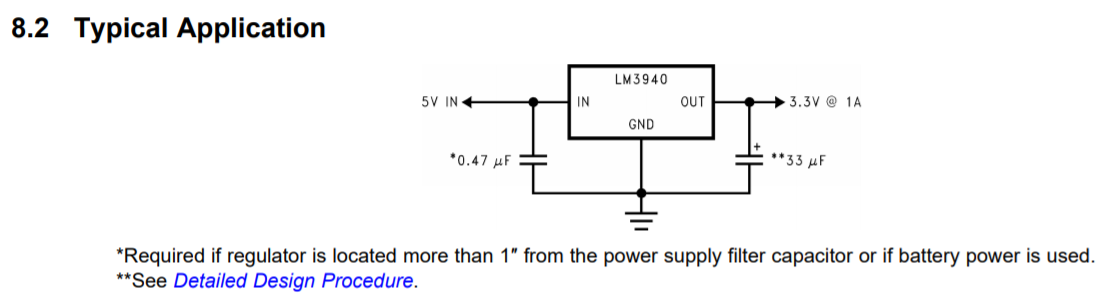 8.2 Typical Application
LM3940
5V IN
IN
OUT
3.3V @ 1A
GND
+
*0.47 μF
**33 μF
*Required if regulator is located more than 1″ from the power supply filter capacitor or if battery power is used.
**See Detailed Design Procedure.